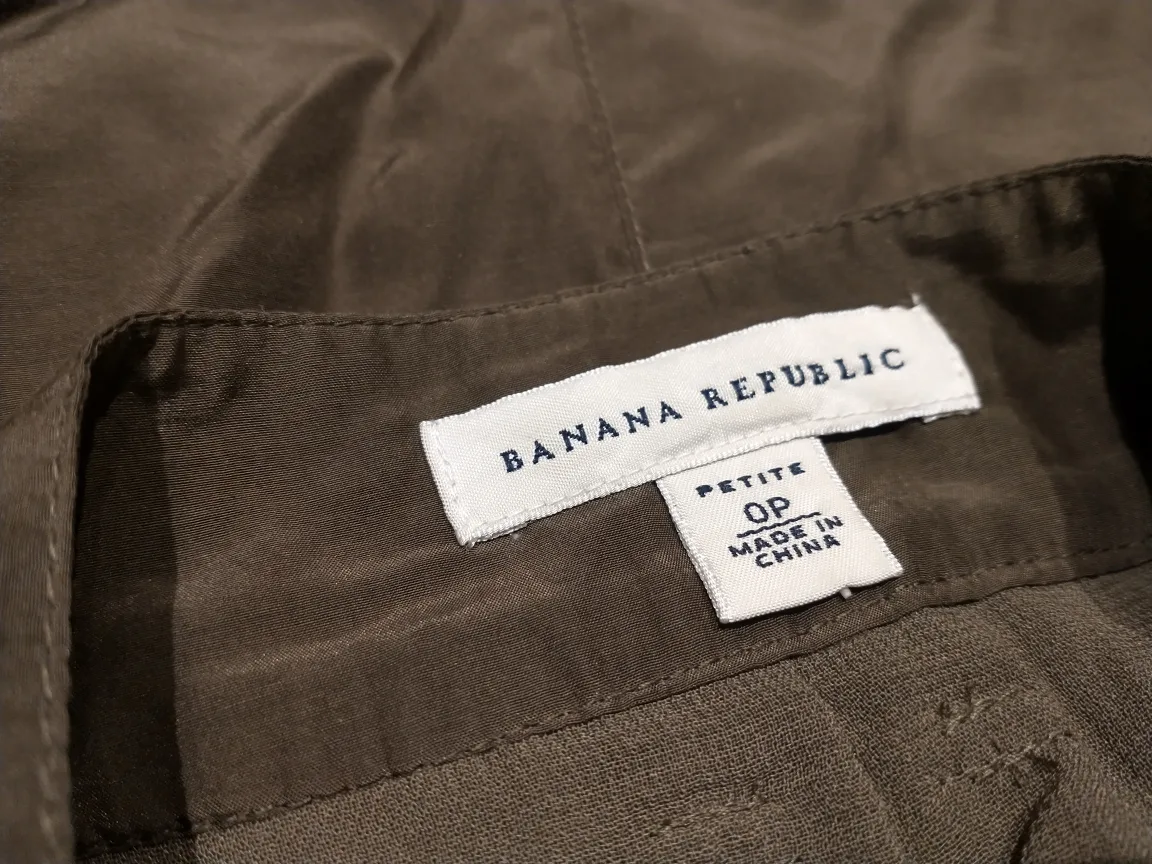 BANANA REPUBLIC
PETITE
0P
MADE IN
CHINA